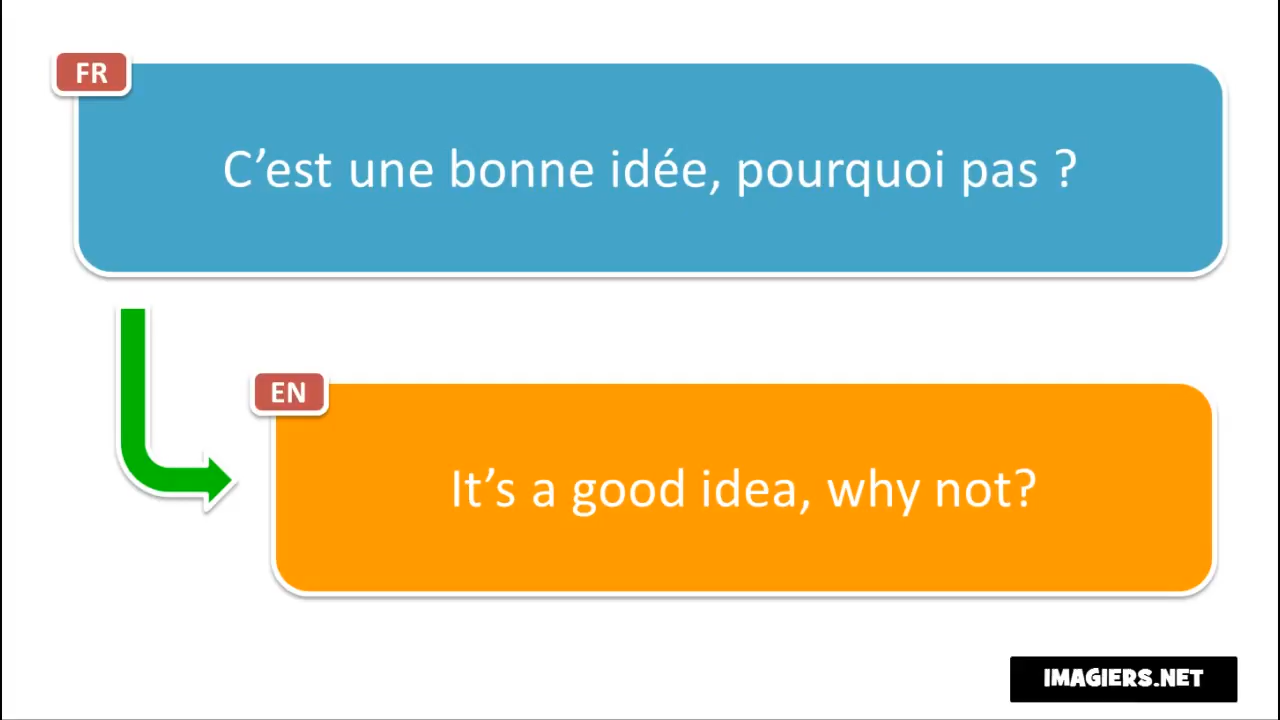 FR
C’est une bonne idée, pourquoi pas ?
EN
It’s a good idea, why not?
IMAGIERS.NET